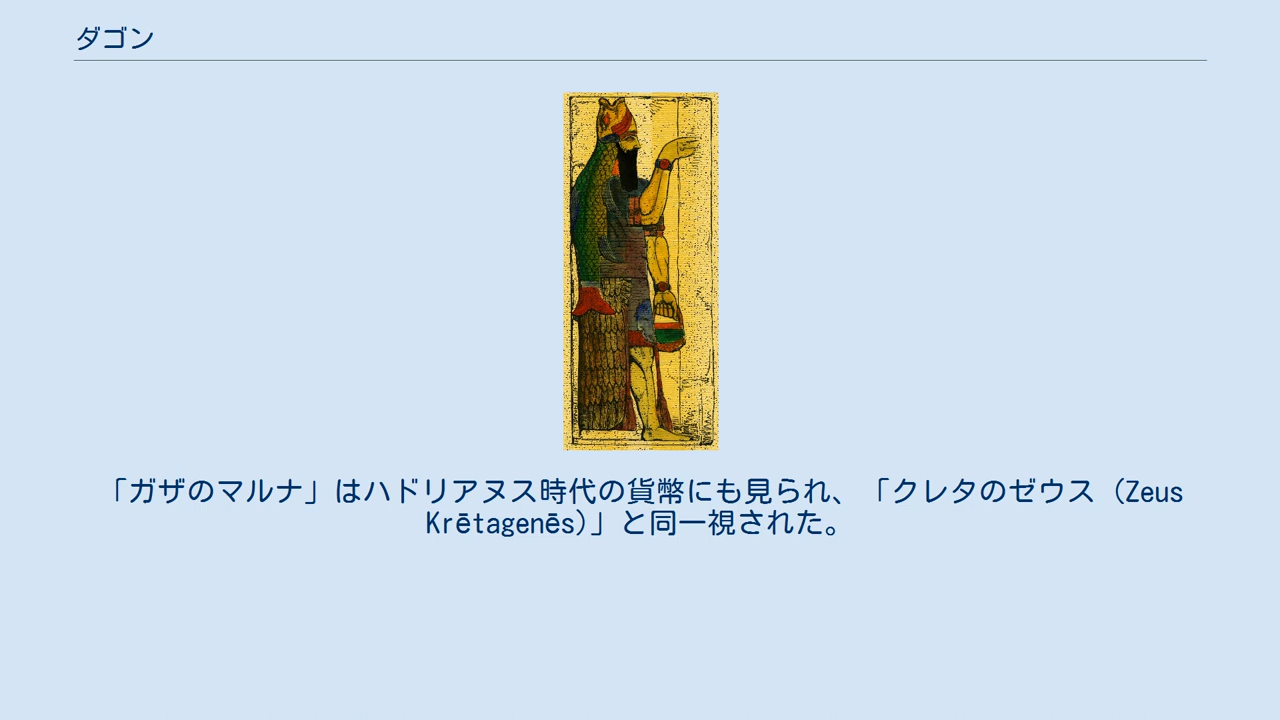 ダゴン
「ガザのマルナ」はハドリアヌス時代の貨幣にも見られ、「クレタのゼウス（Zeus
Krētagenēs)」と同一視された。